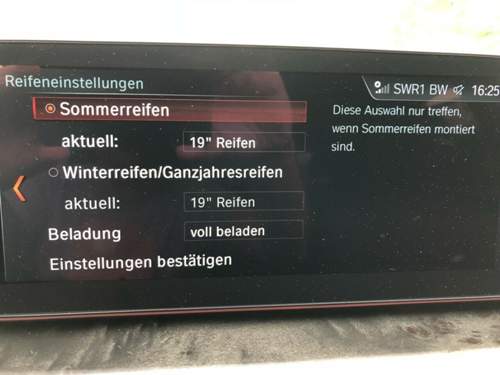 Reifeneinstellungen
SWR1 BW 16:25
Sommerreifen
aktuell: 19" Reifen
Winterreifen/Ganzjahresreifen
aktuell: 19" Reifen
Beladung voll beladen
Einstellungen bestätigen
Diese Auswahl nur treffen,
wenn Sommerreifen montiert
sind.